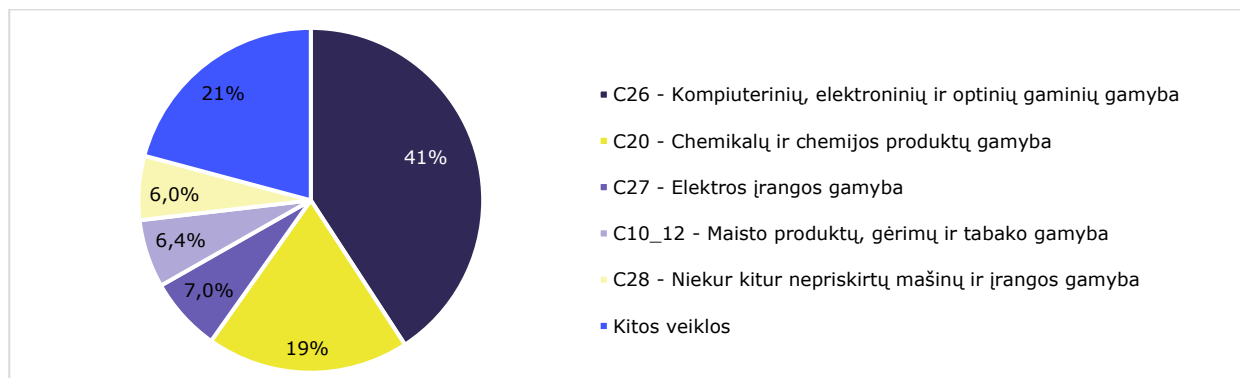 21%
41%
6,0%
6,4%
7,0%
19%
C26 - Kompiuterinių, elektroninių ir optinių gaminių gamyba
C20 - Chemikalų ir chemijos produktų gamyba
C27 - Elektros įrangos gamyba
C10_12 - Maisto produktų, gėrimų ir tabako gamyba
C28 - Niekur kitur nepriskirtų mašinų ir įrangos gamyba
Kitos veiklos